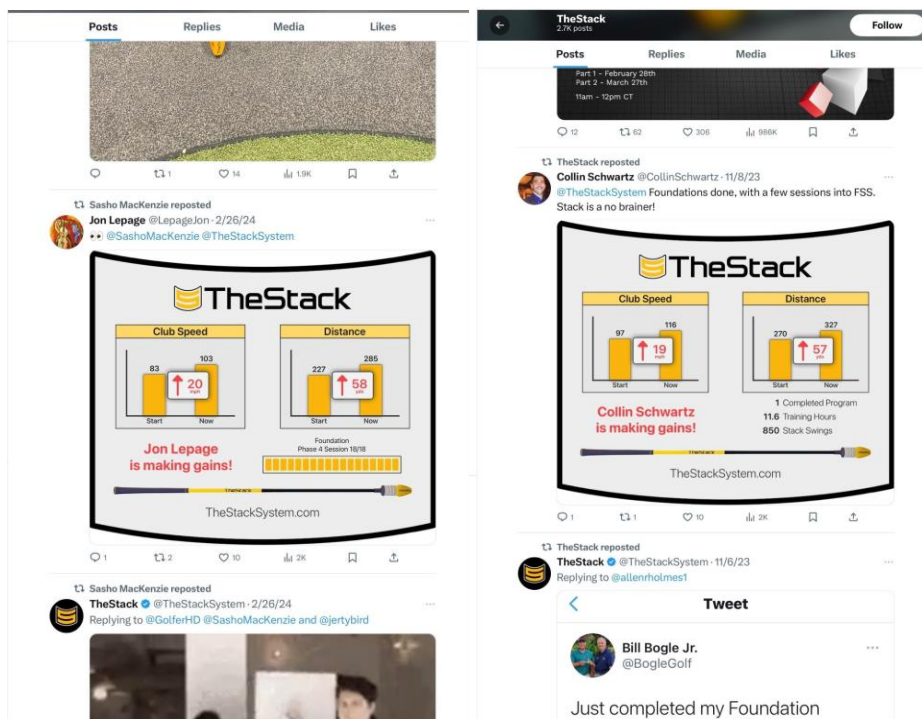 Posts Replies Media Likes
1 14 1.9K
Sasho MacKenzie reposted
Jon Lepage @LepageJon · 2/26/24 ...
👀 @SashoMacKenzie @TheStackSystem
TheStack
Club Speed Distance
83 103 227 285
20 mph 58 yds
Start Now Start Now
Jon Lepage
is making gains!
Foundation
Phase 4 Session 18/18
TheStack
TheStackSystem.com
1 2 10 2K
Sasho MacKenzie reposted
TheStack @TheStackSystem · 2/26/24 ...
Replying to @GolferHD @SashoMacKenzie and @jertybird
TheStack
2.7K posts
Follow
Posts Replies Media Likes
Part 1 - February 28th
Part 2 - March 27th
11am - 12pm CT
12 62 306 986K
TheStack reposted
Collin Schwartz @CollinSchwartz · 11/8/23 ...
@TheStackSystem Foundations done, with a few sessions into FSS.
Stack is a no brainer!
TheStack
Club Speed Distance
97 116 270 327
19 mph 57 yds
Start Now Start Now
Collin Schwartz
is making gains!
1 Completed Program
11.6 Training Hours
850 Stack Swings
TheStack
TheStackSystem.com
1 1 10 2K
TheStack reposted
TheStack @TheStackSystem · 11/6/23 ...
Replying to @allenrholmes1
Tweet
Bill Bogle Jr. ...
@BogleGolf
Just completed my Foundation